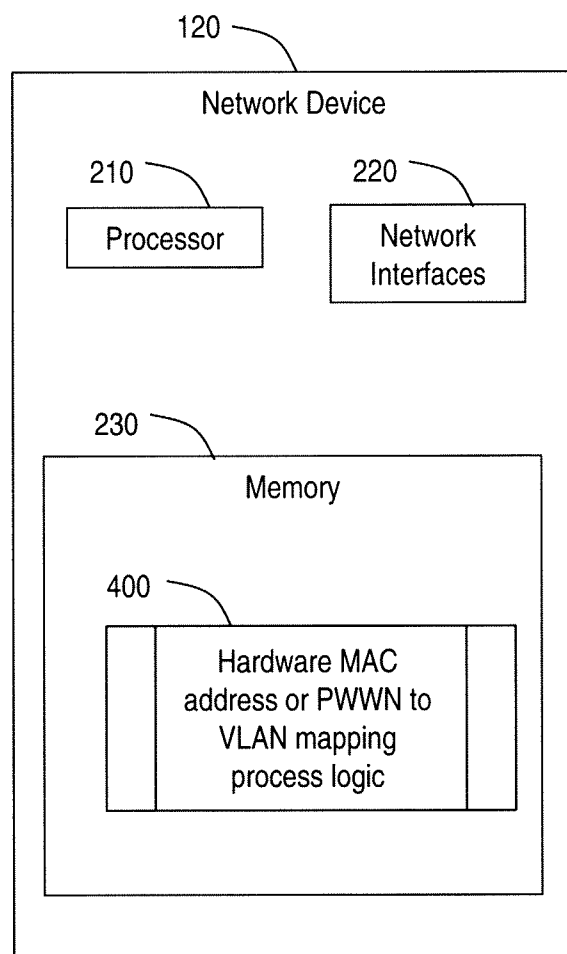 120
Network Device
210
Processor
220
Network
Interfaces
230
Memory
400
Hardware MAC
address or PWWN to
VLAN mapping
process logic